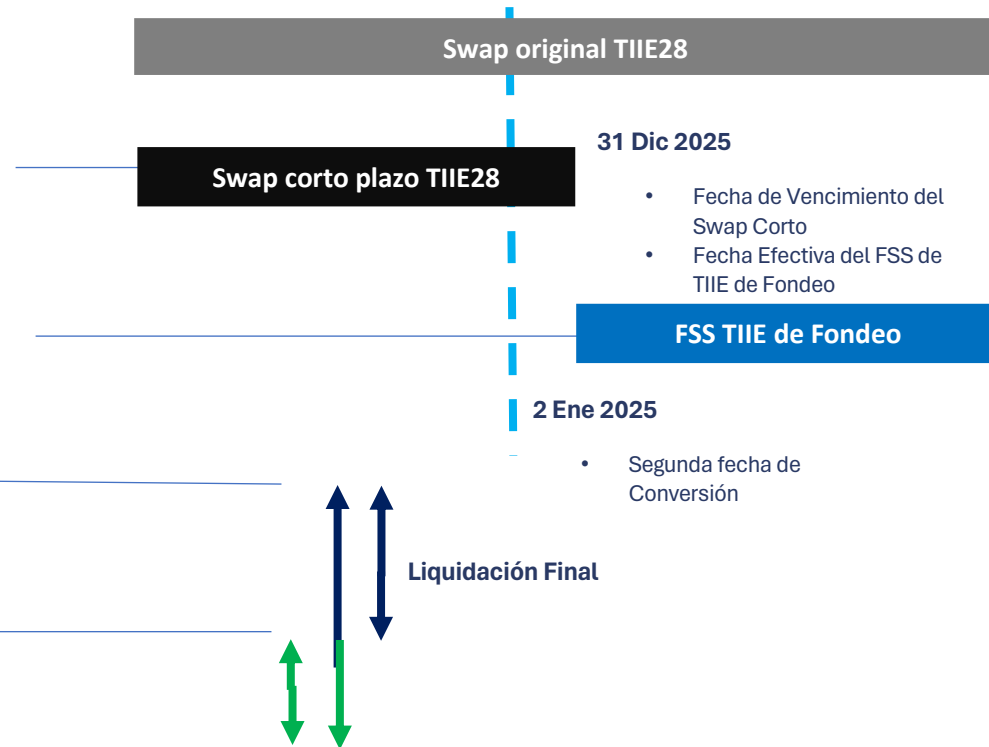 Swap original TIIE28
31 Dic 2025
Swap corto plazo TIIE28
• Fecha de Vencimiento del
Swap Corto
• Fecha Efectiva del FSS de
TIIE de Fondeo
FSS TIIE de Fondeo
2 Ene 2025
• Segunda fecha de
Conversión
Liquidación Final